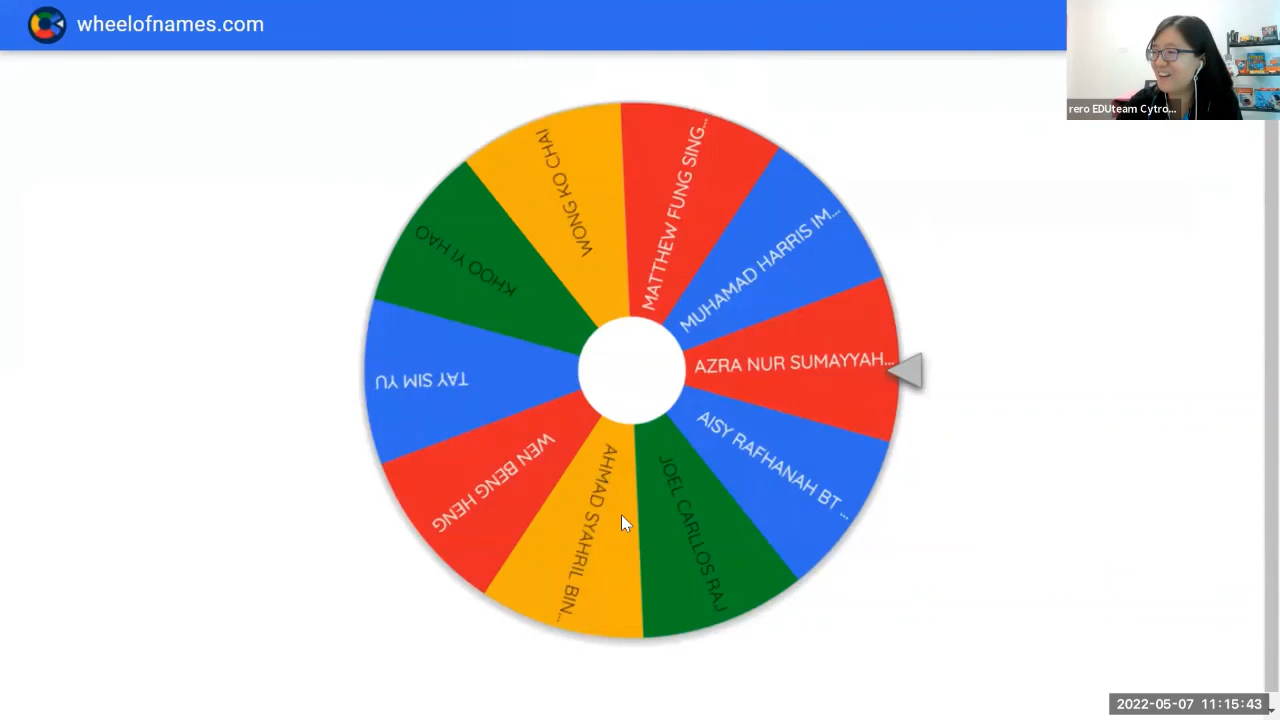 wheelofnames.com
rero EDUteam Cytro...
WONG KO CHAI
MATTHEW FUNG SING...
MUHAMAD HARRIS IM...
AZRA NUR SUMAYYAH...
AISY RAFHANAH BT ...
JOEL CARLLOS RAJ
AHMAD SYAHRIL BIN...
WEN BENG HENG
TAY SIM YU
KHOO YI HAO
2022-05-07 11:15:43